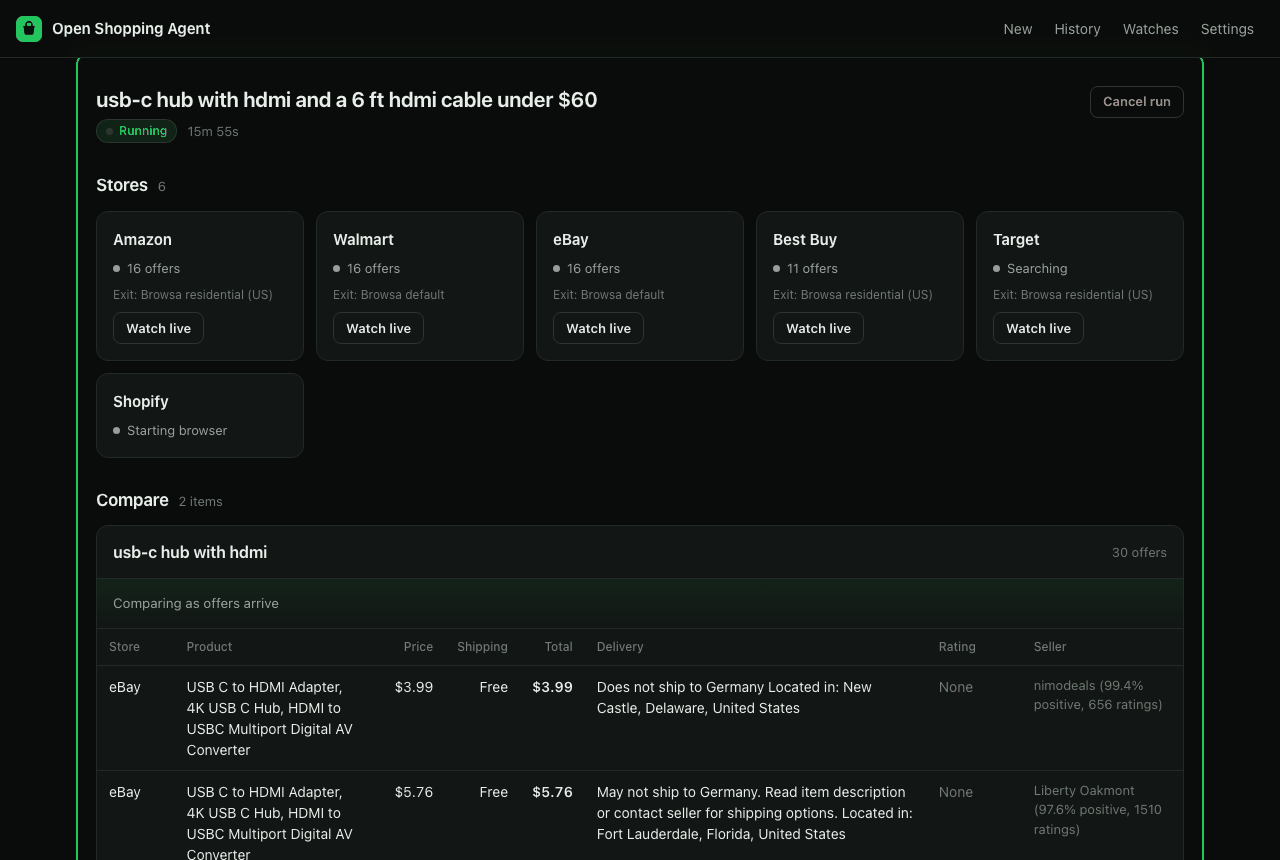 Open Shopping Agent
New
History
Watches
Settings
usb-c hub with hdmi and a 6 ft hdmi cable under $60
Cancel run
Running
15m 55s
Stores 6
Amazon
16 offers
Exit: Browsa residential (US)
Watch live
Walmart
16 offers
Exit: Browsa default
Watch live
eBay
16 offers
Exit: Browsa default
Watch live
Best Buy
11 offers
Exit: Browsa residential (US)
Watch live
Target
Searching
Exit: Browsa residential (US)
Watch live
Shopify
Starting browser
Compare 2 items
usb-c hub with hdmi
30 offers
Comparing as offers arrive
Store
Product
Price
Shipping
Total
Delivery
Rating
Seller
eBay
USB C to HDMI Adapter,
4K USB C Hub, HDMI to
USBC Multiport Digital AV
Converter
$3.99
Free
$3.99
Does not ship to Germany Located in: New
Castle, Delaware, United States
None
nimodeals (99.4%
positive, 656 ratings)
eBay
USB C to HDMI Adapter,
4K USB C Hub, HDMI to
USBC Multiport Digital AV
Converter
$5.76
Free
$5.76
May not ship to Germany. Read item description
or contact seller for shipping options. Located in:
Fort Lauderdale, Florida, United States
None
Liberty Oakmont
(97.6% positive, 1510
ratings)